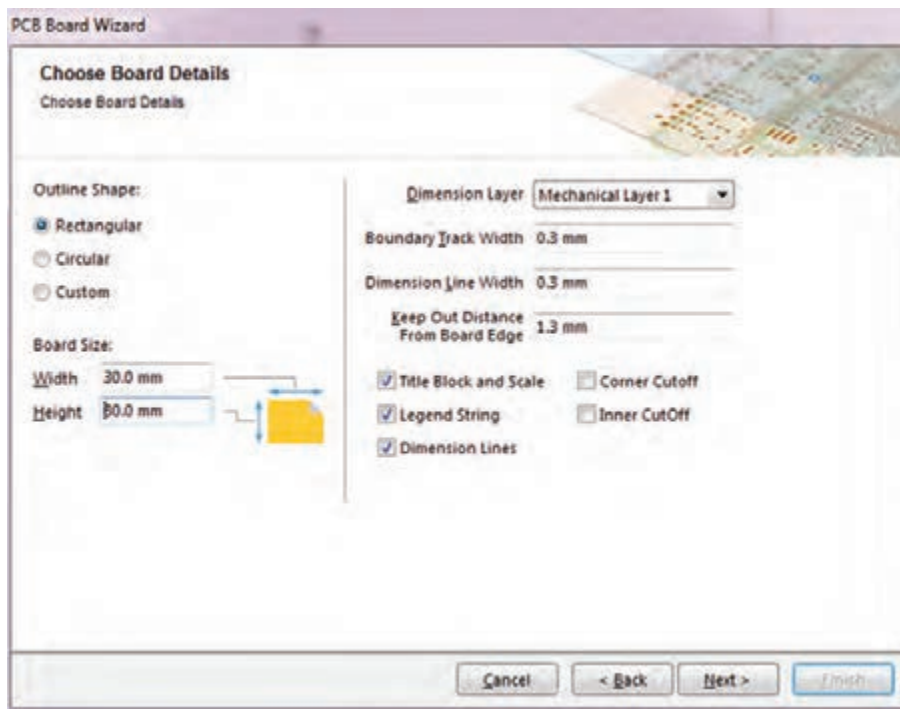 PCB Board Wizard
Choose Board Details
Choose Board Details
Outline Shape:
Rectangular
Circular
Custom
Board Size:
Width 30.0 mm
Height 30.0 mm
Dimension Layer Mechanical Layer 1
Boundary Track Width 0.3 mm
Dimension Line Width 0.3 mm
Keep Out Distance
From Board Edge 1.3 mm
Title Block and Scale Corner Cutoff
Legend String Inner CutOff
Dimension Lines
Cancel < Back Next > Finish